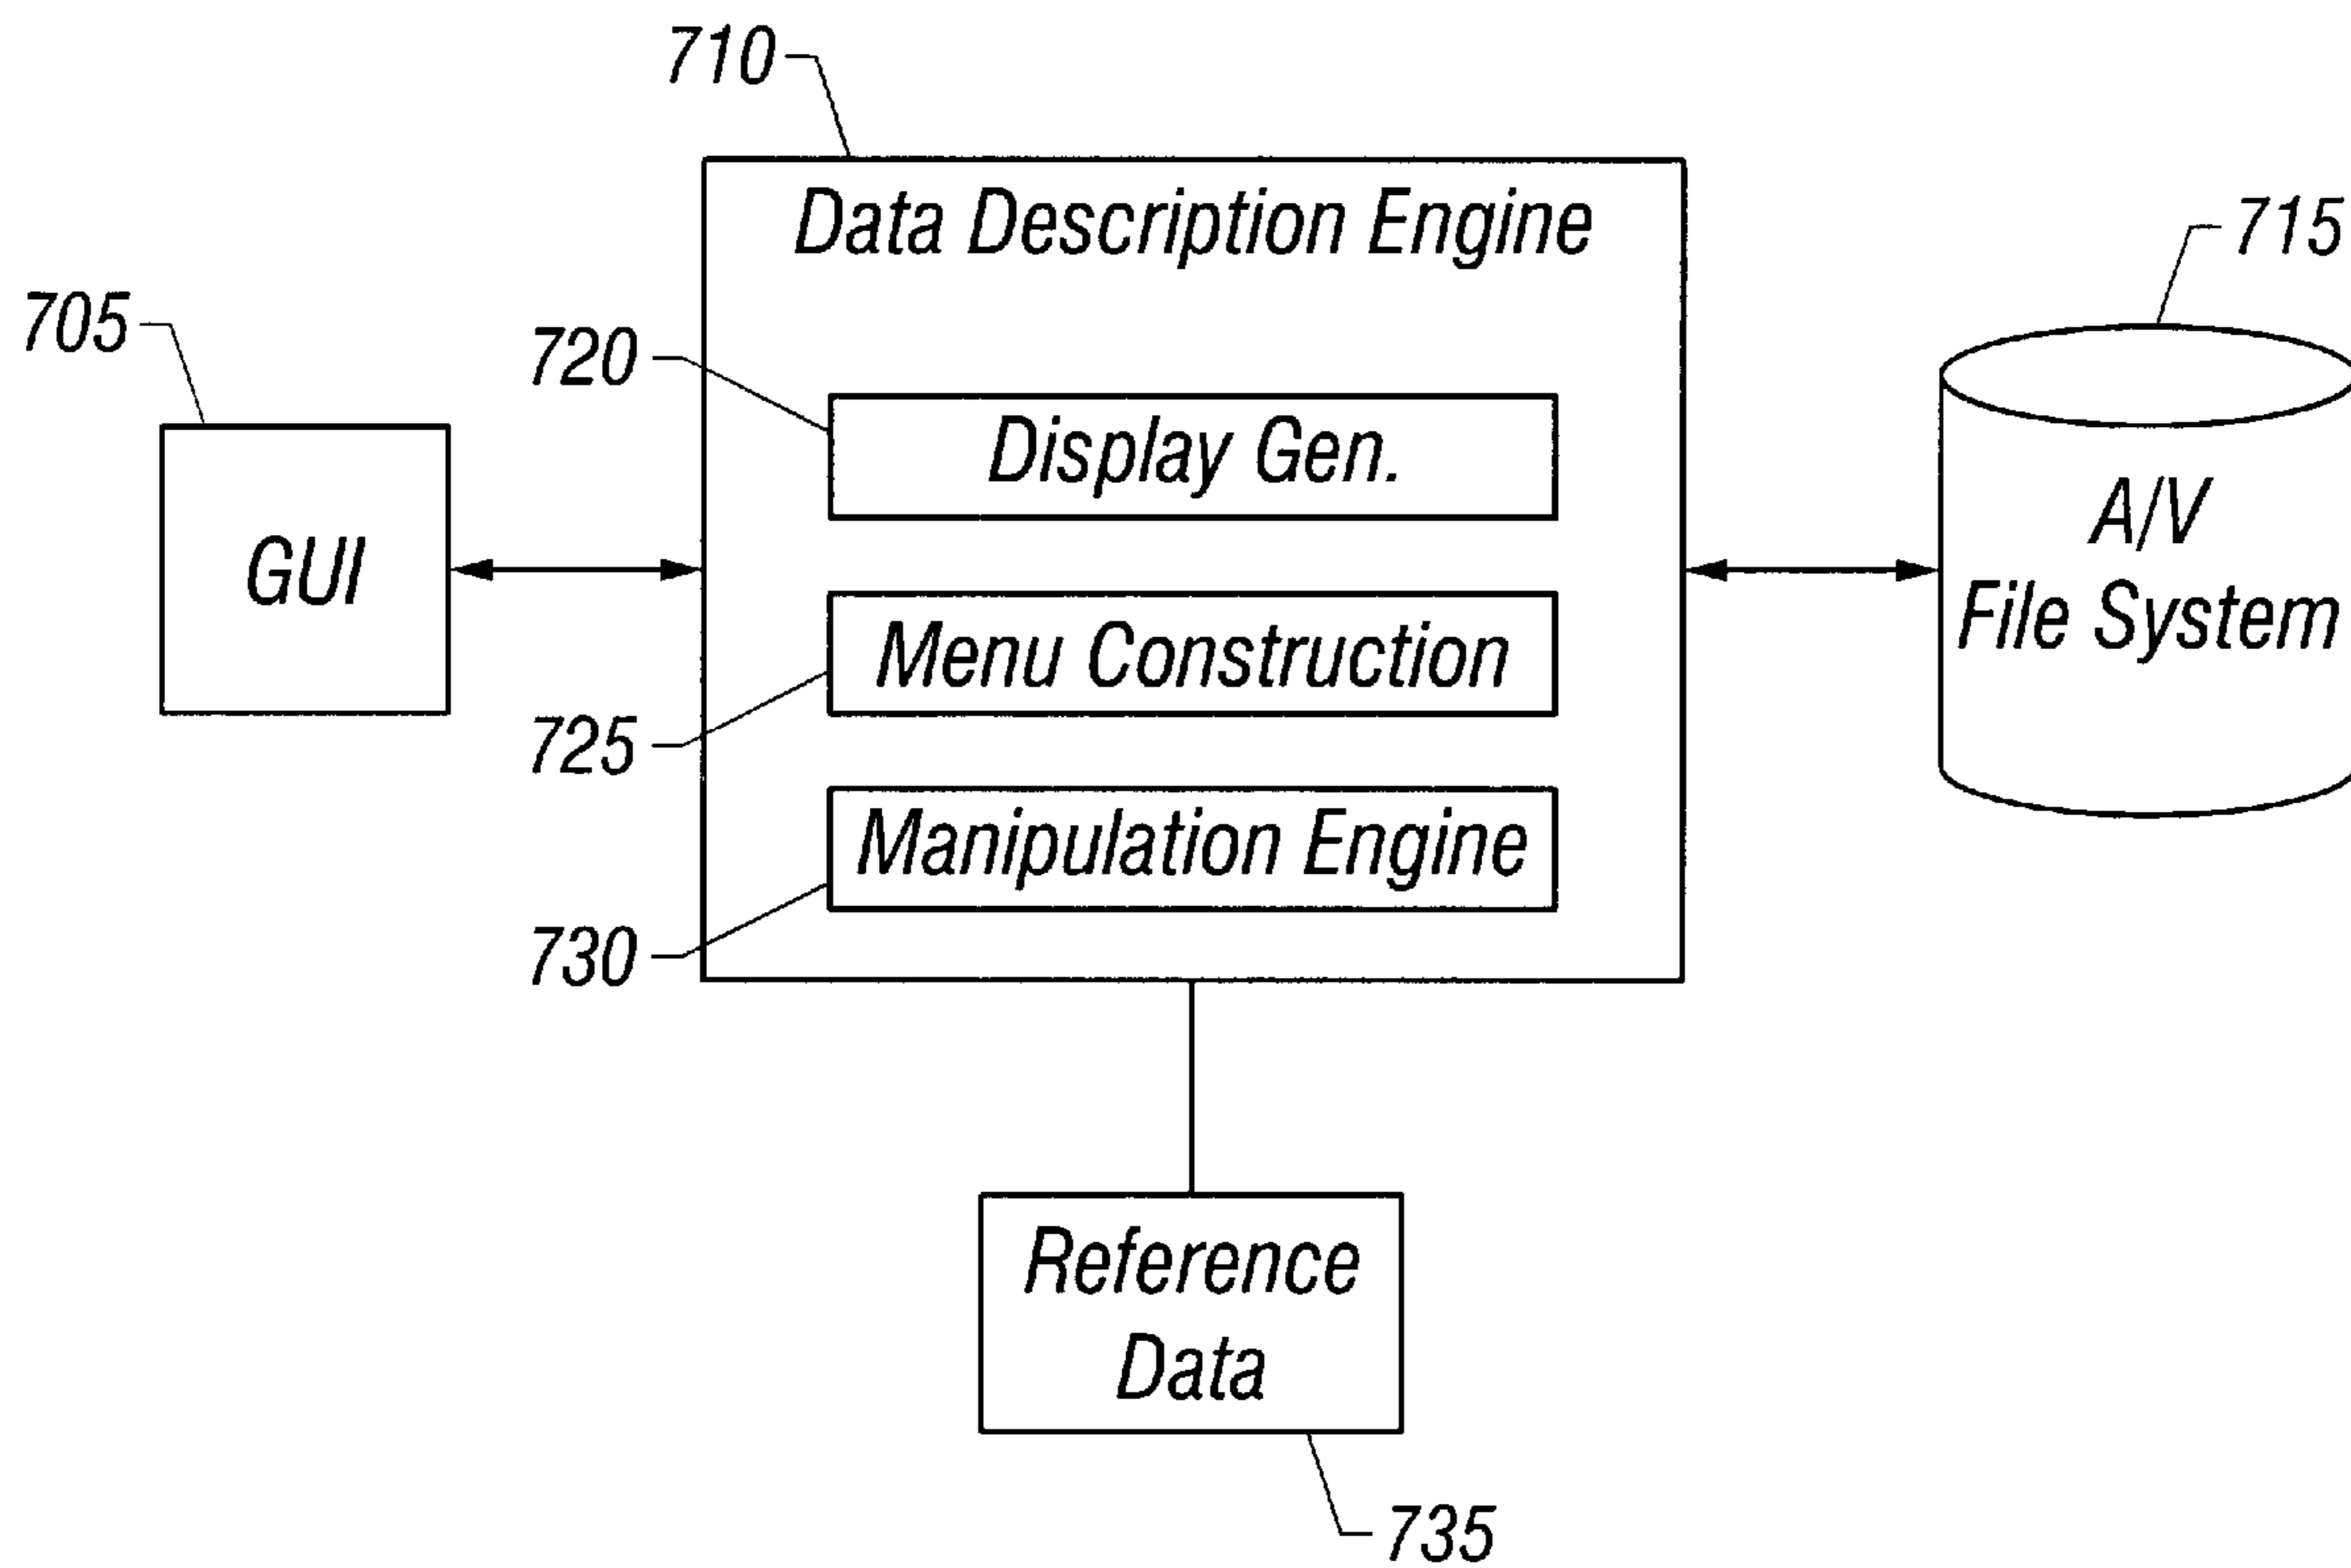 710
Data Description Engine
715
705
720
Display Gen.
GUI
A/V
File System
Menu Construction
725
Manipulation Engine
730
Reference
Data
735